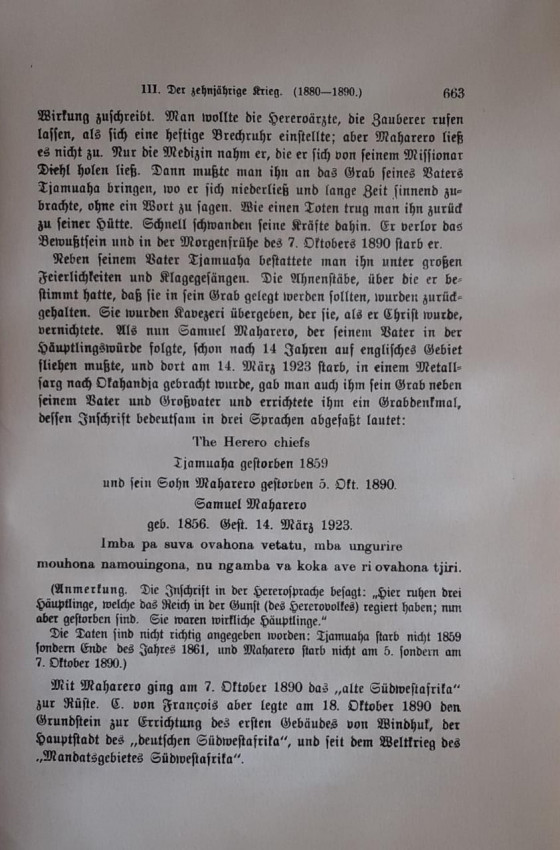 III. Der zehnjährige Krieg. (1880—1890.) 663
Wirkung zuschreibt. Man wollte die Hereroärzte, die Zauberer rufen
lassen, als sich eine heftige Brechruhr einstellte; aber Maharero ließ
es nicht zu. Nur die Medizin nahm er, die er sich von seinem Missionar
Diehl holen ließ. Dann mußte man ihn an das Grab seines Vaters
Tjamuaha bringen, wo er sich niederließ und lange Zeit sinnend zu-
brachte, ohne ein Wort zu sagen. Wie einen Toten trug man ihn zurück
zu seiner Hütte. Schnell schwanden seine Kräfte dahin. Er verlor das
Bewußtsein und in der Morgenfrühe des 7. Oktobers 1890 starb er.
Neben seinem Vater Tjamuaha bestattete man ihn unter großen
Feierlichkeiten und Klagegesängen. Die Ahnenstäbe, über die er be-
stimmt hatte, daß sie in sein Grab gelegt werden sollten, wurden zurück-
gehalten. Sie wurden Kavezeri übergeben, der sie, als er Christ wurde,
vernichtete. Als nun Samuel Maharero, der seinem Vater in der
Häuptlingswürde folgte, schon nach 14 Jahren auf englisches Gebiet
fliehen mußte, und dort am 14. März 1923 starb, in einem Metall-
sarg nach Okahandja gebracht wurde, gab man auch ihm sein Grab neben
seinem Vater und Großvater und errichtete ihm ein Grabdenkmal,
dessen Inschrift bedeutsam in drei Sprachen abgefaßt lautet:
The Herero chiefs
Tjamuaha gestorben 1859
und sein Sohn Maharero gestorben 5. Okt. 1890.
Samuel Maharero
geb. 1856. Gest. 14. März 1923.
Imba pa suva ovahona vetatu, mba ungurire
mouhona namouingona, nu ngamba va koka ave ri ovahona tjiri.
(Anmerkung. Die Inschrift in der Hererosprache besagt: „Hier ruhen drei
Häuptlinge, welche das Reich in der Gunst (des Hererovolkes) regiert haben; nun
aber gestorben sind. Sie waren wirkliche Häuptlinge."
Die Daten sind nicht richtig angegeben worden: Tjamuaha starb nicht 1859
sondern Ende des Jahres 1861, und Maharero starb nicht am 5. sondern am
7. Oktober 1890.)
Mit Maharero ging am 7. Oktober 1890 das „alte Südwestafrika"
zur Rüste. C. von François aber legte am 18. Oktober 1890 den
Grundstein zur Errichtung des ersten Gebäudes von Windhuk, der
Hauptstadt des „deutschen Südwestafrika", und seit dem Weltkrieg des
„Mandatsgebietes Südwestafrika".